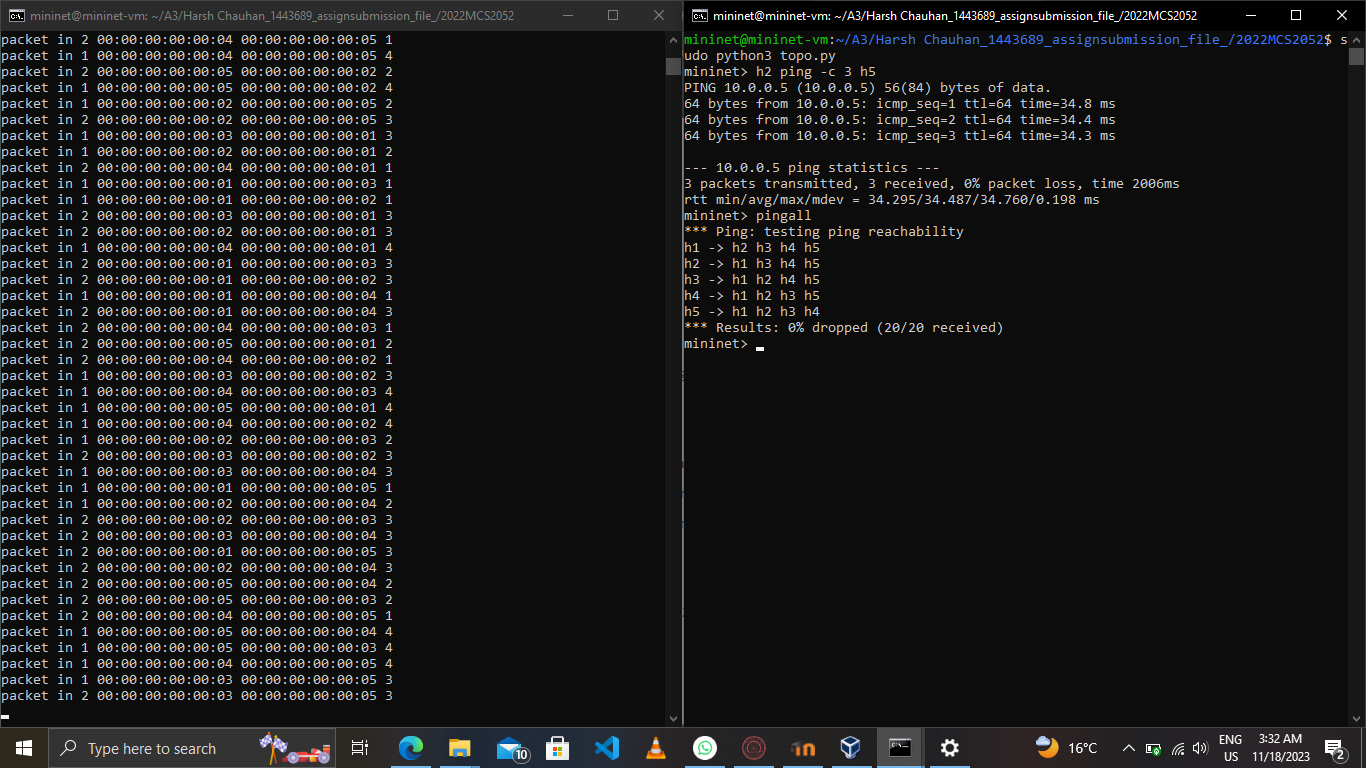 mininet@mininet-vm: ~/A3/Harsh Chauhan_1443689_assignsubmission_file_/2022MCS2052
packet in 2 00:00:00:00:00:04 00:00:00:00:00:05 1
packet in 1 00:00:00:00:00:04 00:00:00:00:00:05 4
packet in 2 00:00:00:00:00:05 00:00:00:00:00:02 2
packet in 1 00:00:00:00:00:05 00:00:00:00:00:02 4
packet in 1 00:00:00:00:00:02 00:00:00:00:00:05 2
packet in 2 00:00:00:00:00:02 00:00:00:00:00:05 3
packet in 1 00:00:00:00:00:03 00:00:00:00:00:01 3
packet in 1 00:00:00:00:00:02 00:00:00:00:00:01 2
packet in 2 00:00:00:00:00:04 00:00:00:00:00:01 1
packet in 1 00:00:00:00:00:01 00:00:00:00:00:03 1
packet in 1 00:00:00:00:00:01 00:00:00:00:00:02 1
packet in 2 00:00:00:00:00:03 00:00:00:00:00:01 3
packet in 2 00:00:00:00:00:02 00:00:00:00:00:01 3
packet in 1 00:00:00:00:00:04 00:00:00:00:00:01 4
packet in 2 00:00:00:00:00:01 00:00:00:00:00:03 3
packet in 2 00:00:00:00:00:01 00:00:00:00:00:02 3
packet in 1 00:00:00:00:00:01 00:00:00:00:00:04 1
packet in 2 00:00:00:00:00:01 00:00:00:00:00:04 3
packet in 2 00:00:00:00:00:04 00:00:00:00:00:03 1
packet in 2 00:00:00:00:00:05 00:00:00:00:00:01 2
packet in 2 00:00:00:00:00:04 00:00:00:00:00:02 1
packet in 1 00:00:00:00:00:03 00:00:00:00:00:02 3
packet in 1 00:00:00:00:00:04 00:00:00:00:00:03 4
packet in 1 00:00:00:00:00:05 00:00:00:00:00:01 4
packet in 1 00:00:00:00:00:04 00:00:00:00:00:02 4
packet in 1 00:00:00:00:00:02 00:00:00:00:00:03 2
packet in 2 00:00:00:00:00:03 00:00:00:00:00:02 3
packet in 1 00:00:00:00:00:03 00:00:00:00:00:04 3
packet in 1 00:00:00:00:00:01 00:00:00:00:00:05 1
packet in 1 00:00:00:00:00:02 00:00:00:00:00:04 2
packet in 2 00:00:00:00:00:02 00:00:00:00:00:03 3
packet in 2 00:00:00:00:00:03 00:00:00:00:00:04 3
packet in 2 00:00:00:00:00:01 00:00:00:00:00:05 3
packet in 2 00:00:00:00:00:02 00:00:00:00:00:04 3
packet in 2 00:00:00:00:00:05 00:00:00:00:00:04 2
packet in 2 00:00:00:00:00:05 00:00:00:00:00:03 2
packet in 2 00:00:00:00:00:04 00:00:00:00:00:05 1
packet in 1 00:00:00:00:00:05 00:00:00:00:00:04 4
packet in 1 00:00:00:00:00:05 00:00:00:00:00:03 4
packet in 1 00:00:00:00:00:04 00:00:00:00:00:05 4
packet in 1 00:00:00:00:00:03 00:00:00:00:00:05 3
packet in 2 00:00:00:00:00:03 00:00:00:00:00:05 3
mininet@mininet-vm: ~/A3/Harsh Chauhan_1443689_assignsubmission_file_/2022MCS2052
mininet@mininet-vm:~/A3/Harsh Chauhan_1443689_assignsubmission_file_/2022MCS2052$ s
udo python3 topo.py
mininet> h2 ping -c 3 h5
PING 10.0.0.5 (10.0.0.5) 56(84) bytes of data.
64 bytes from 10.0.0.5: icmp_seq=1 ttl=64 time=34.8 ms
64 bytes from 10.0.0.5: icmp_seq=2 ttl=64 time=34.4 ms
64 bytes from 10.0.0.5: icmp_seq=3 ttl=64 time=34.3 ms
--- 10.0.0.5 ping statistics ---
3 packets transmitted, 3 received, 0% packet loss, time 2006ms
rtt min/avg/max/mdev = 34.295/34.487/34.760/0.198 ms
mininet> pingall
*** Ping: testing ping reachability
h1 -> h2 h3 h4 h5
h2 -> h1 h3 h4 h5
h3 -> h1 h2 h4 h5
h4 -> h1 h2 h3 h5
h5 -> h1 h2 h3 h4
*** Results: 0% dropped (20/20 received)
mininet>
Type here to search
10
16°C
ENG
US
3:32 AM
11/18/2023
2